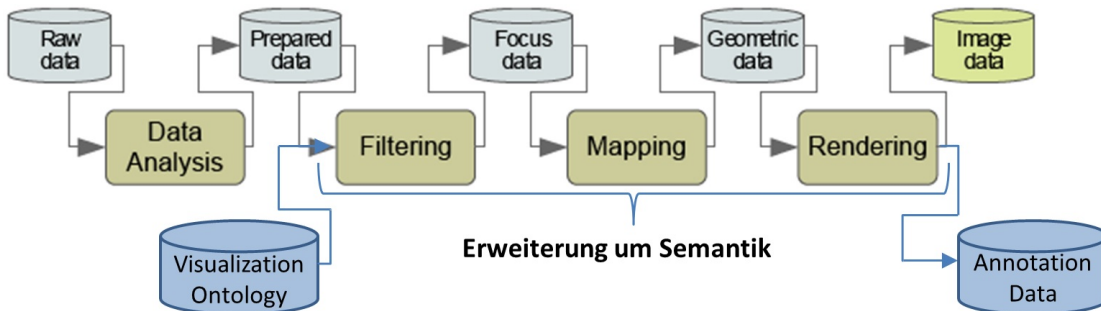 Raw
data
Prepared
data
Focus
data
Geometric
data
Image
data
Data
Analysis
Filtering
Mapping
Rendering
Erweiterung um Semantik
Visualization
Ontology
Annotation
Data